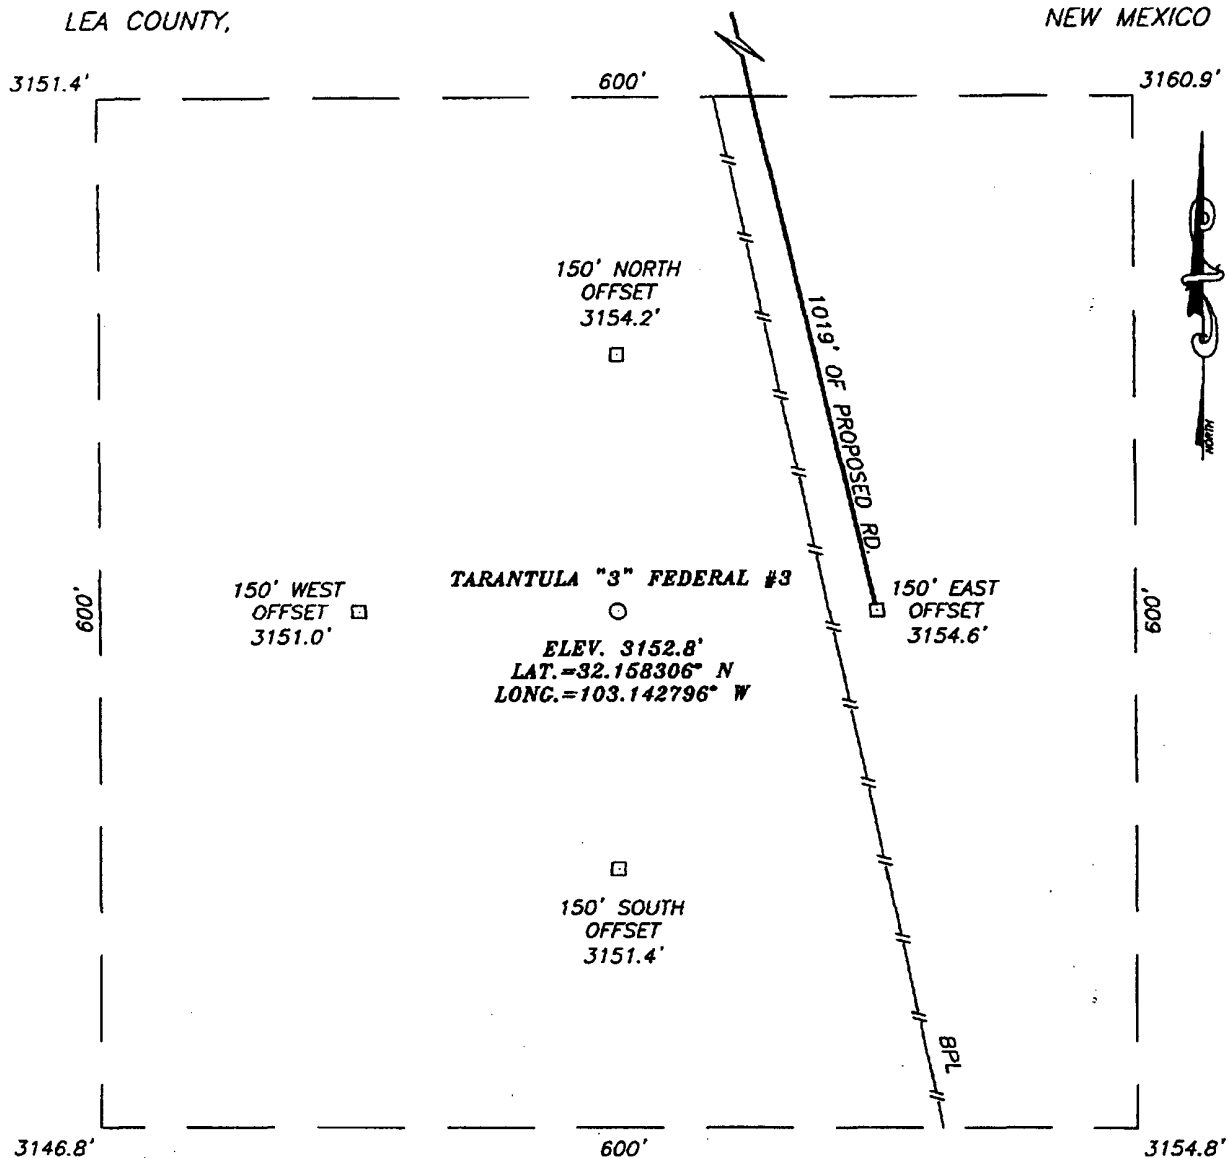 LEA COUNTY,
NEW MEXICO
3151.4'
600'
3160.9'
NORTH
150' NORTH
OFFSET
3154.2'
1019' OF PROPOSED RD.
600'
150' WEST
OFFSET
3151.0'
TARANTULA "3" FEDERAL #3
ELEV. 3152.8'
LAT.=32.158306° N
LONG.=103.142796° W
150' EAST
OFFSET
3154.6'
600'
150' SOUTH
OFFSET
3151.4'
BPL
3146.8'
600'
3154.8'